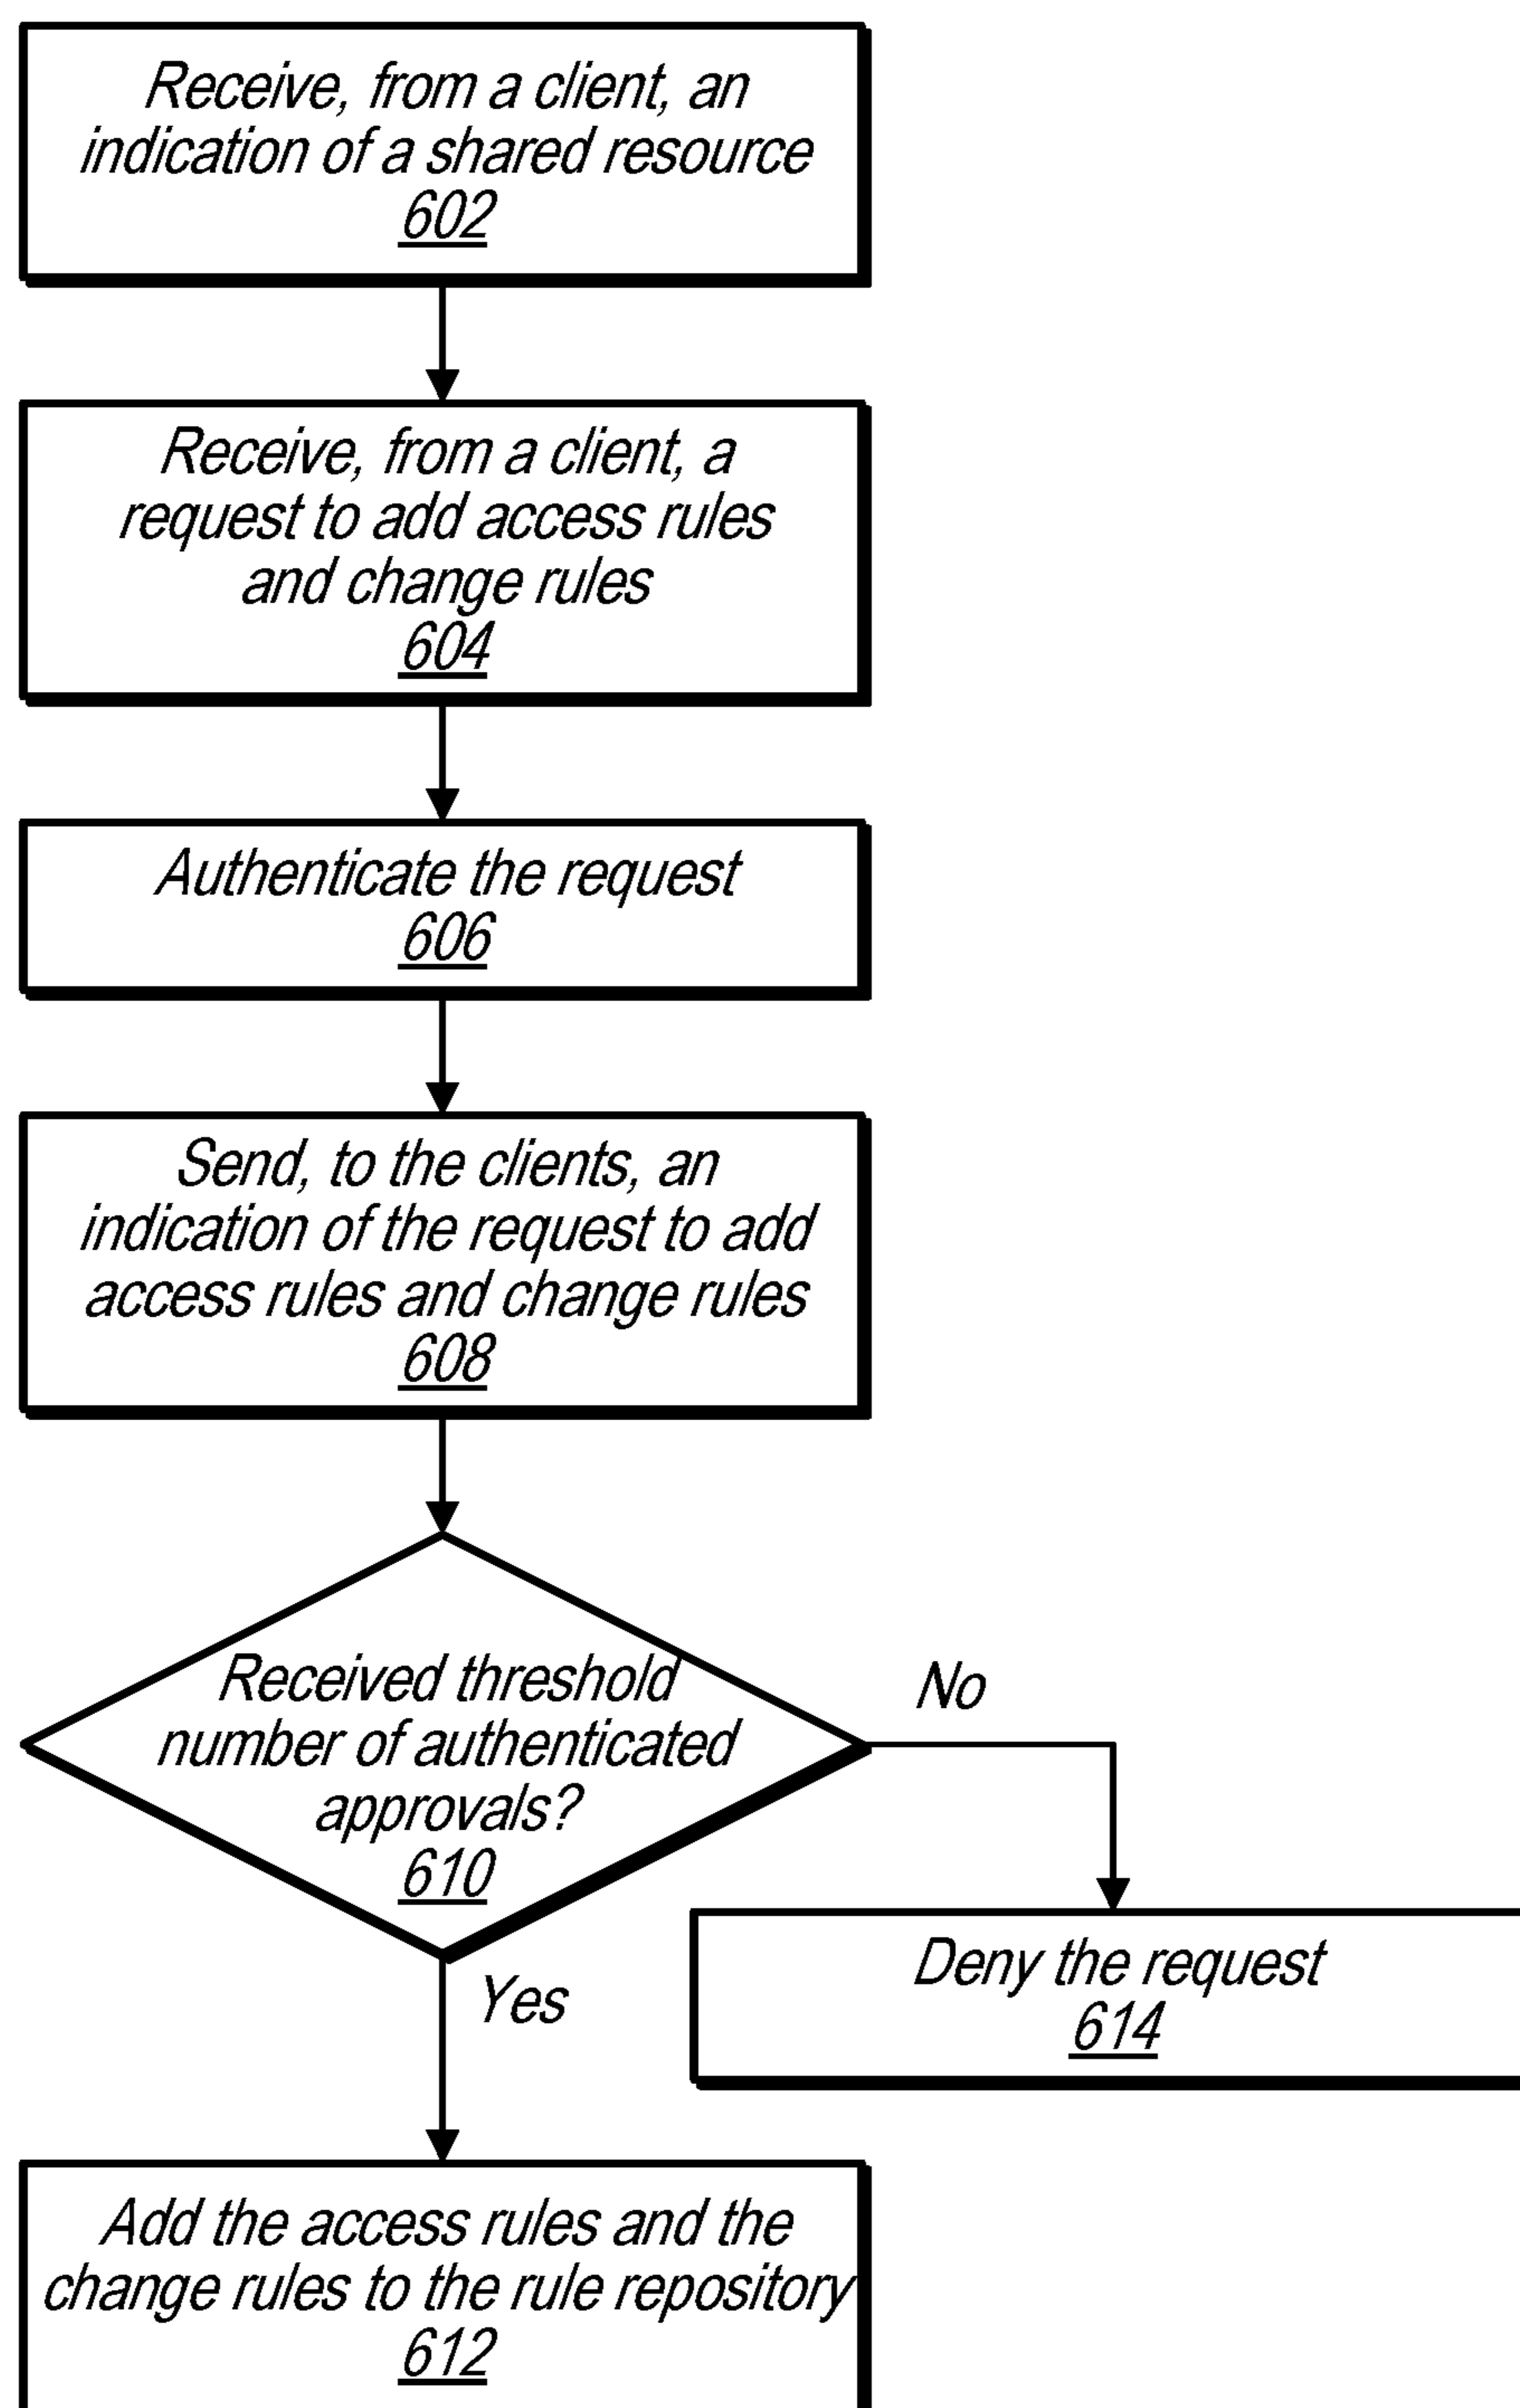 Receive, from a client, an
indication of a shared resource
602
Receive, from a client, a
request to add access rules
and change rules
604
Authenticate the request
606
Send, to the clients, an
indication of the request to add
access rules and change rules
608
Received threshold
number of authenticated
approvals?
610
No
Deny the request
614
Yes
Add the access rules and the
change rules to the rule repository
612